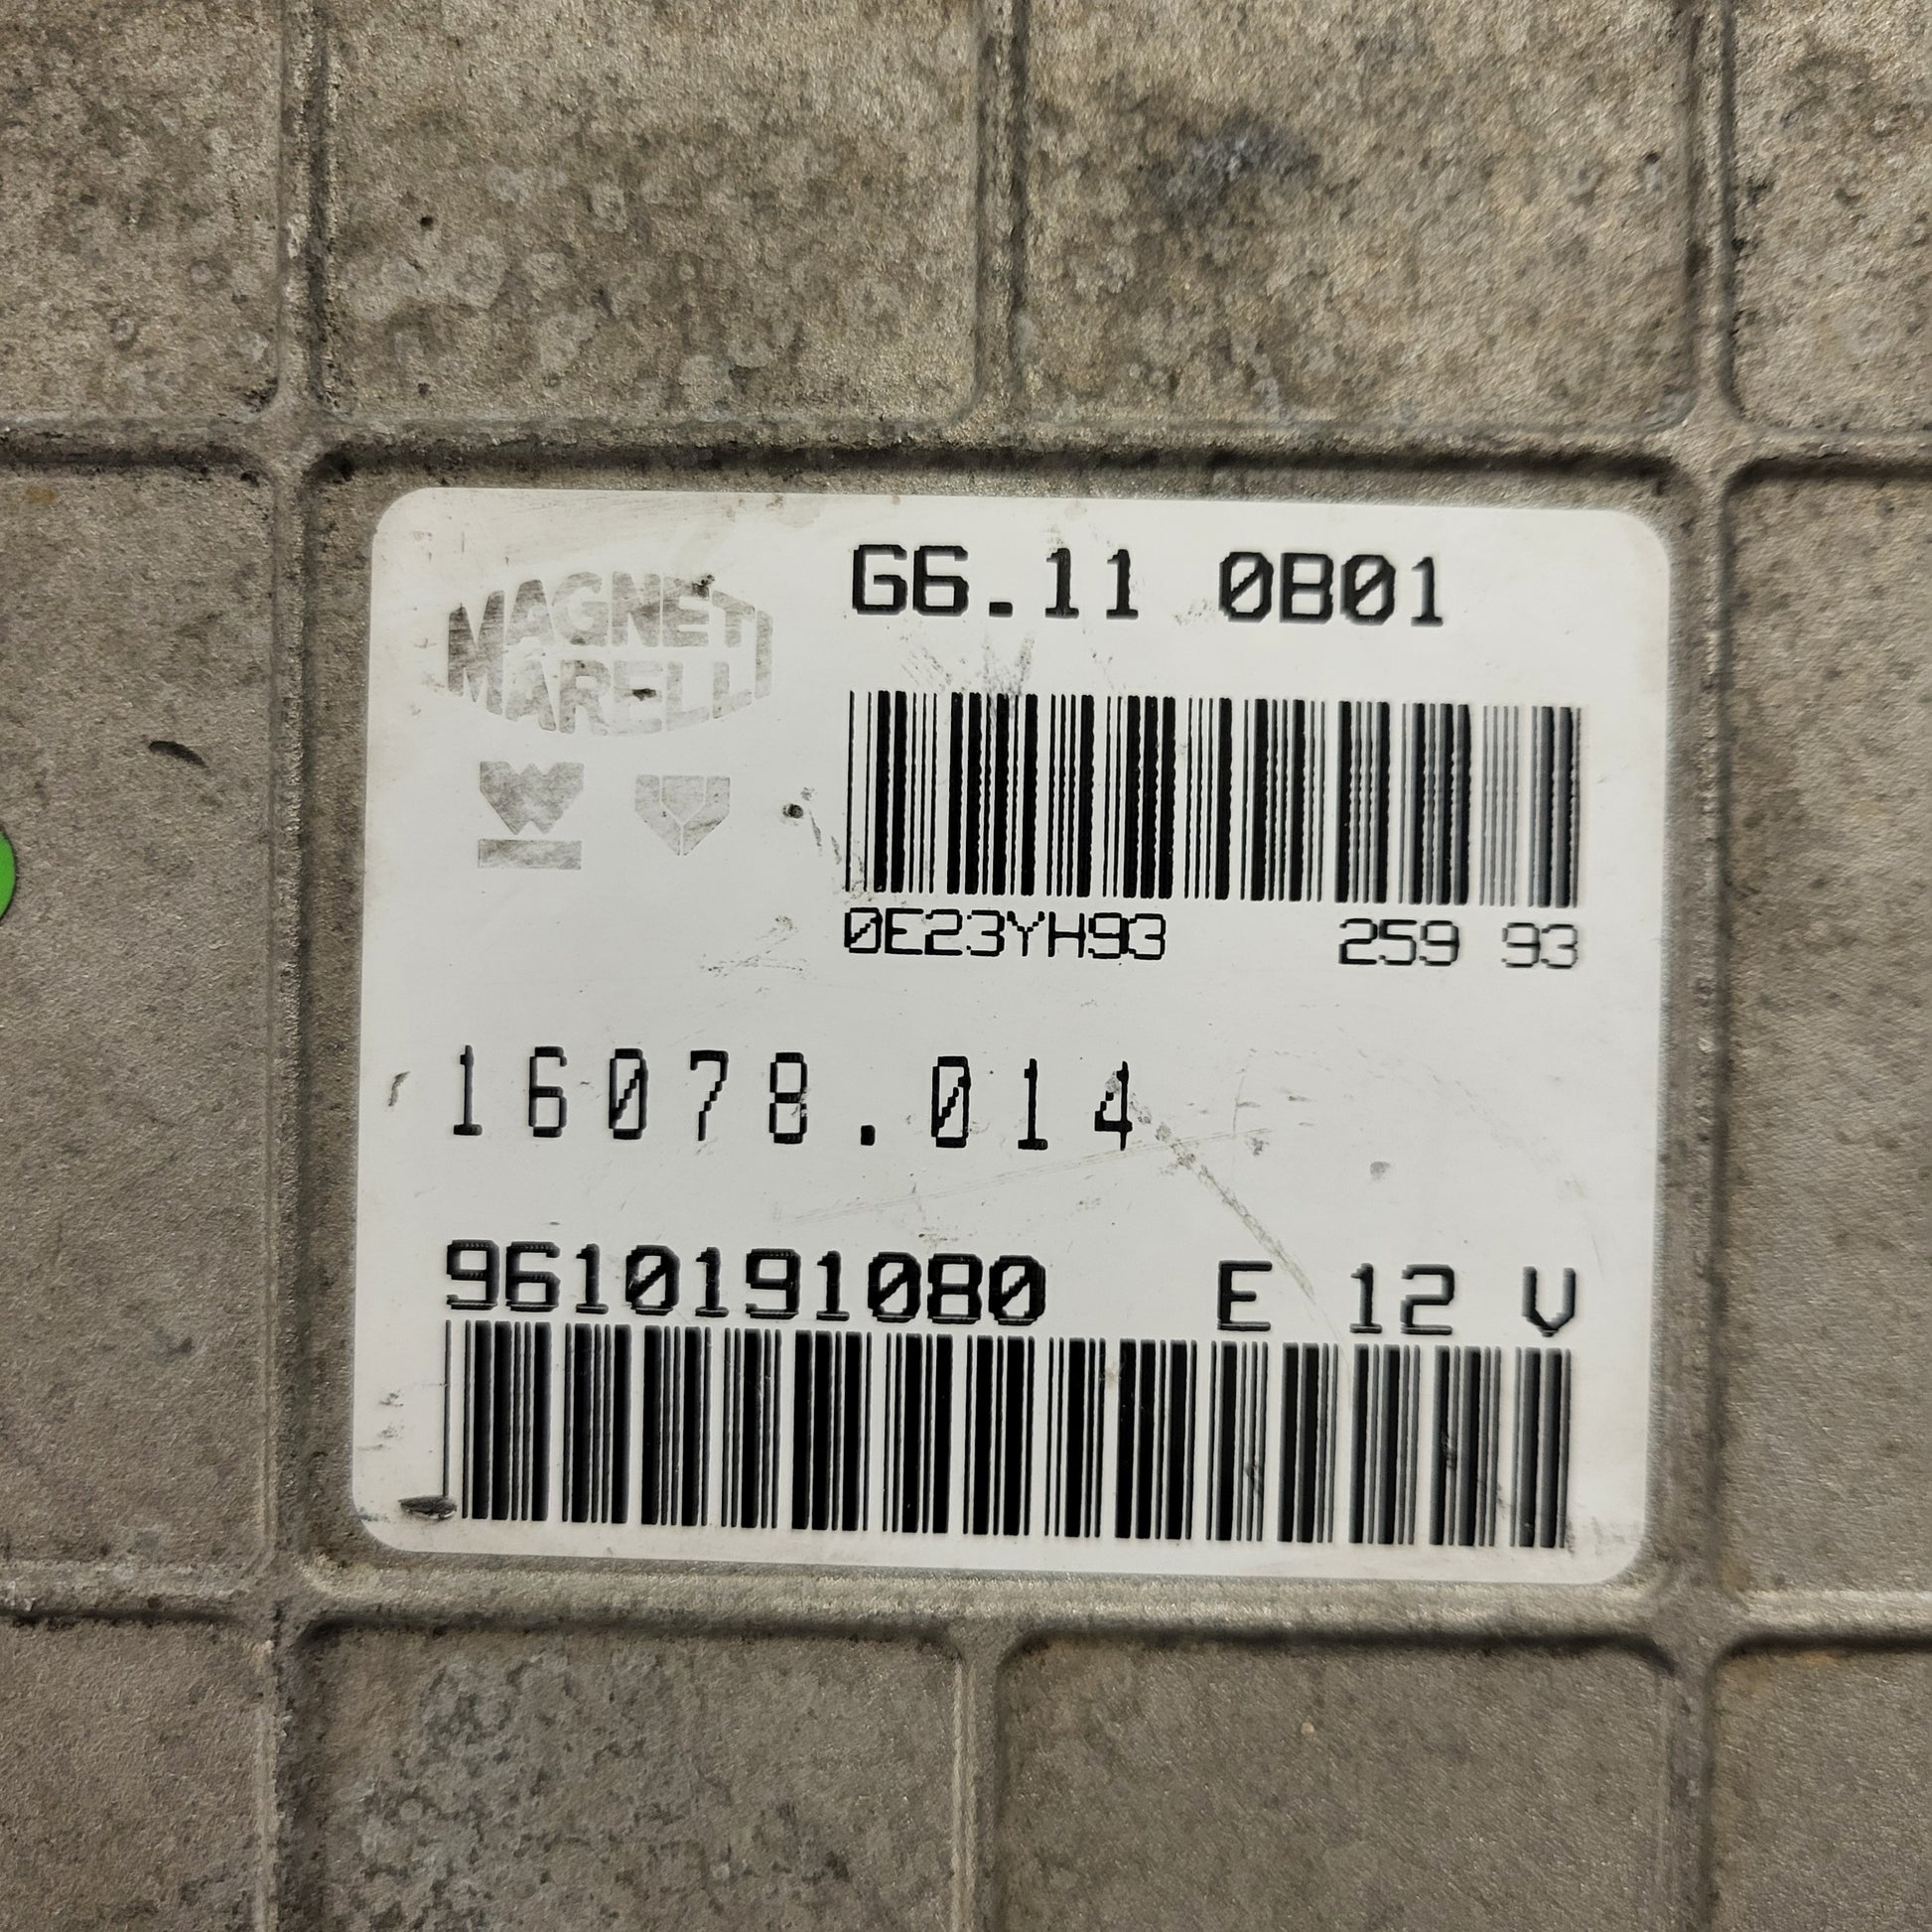 MAGNETI
MARELLI
G6.11 0B01
0E23YH93 259 93
16078.014
9610191080 E 12 V